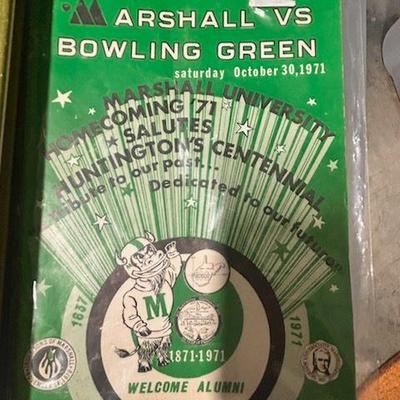 MARSHALL VS
BOWLING GREEN
saturday October 30,1971
MARSHALL UNIVERSITY
HOMECOMING '71
SALUTES
HUNTINGTON'S CENTENNIAL
tribute to our past...
Dedicated to our future
M
1837
1971
1871-1971
WELCOME ALUMNI